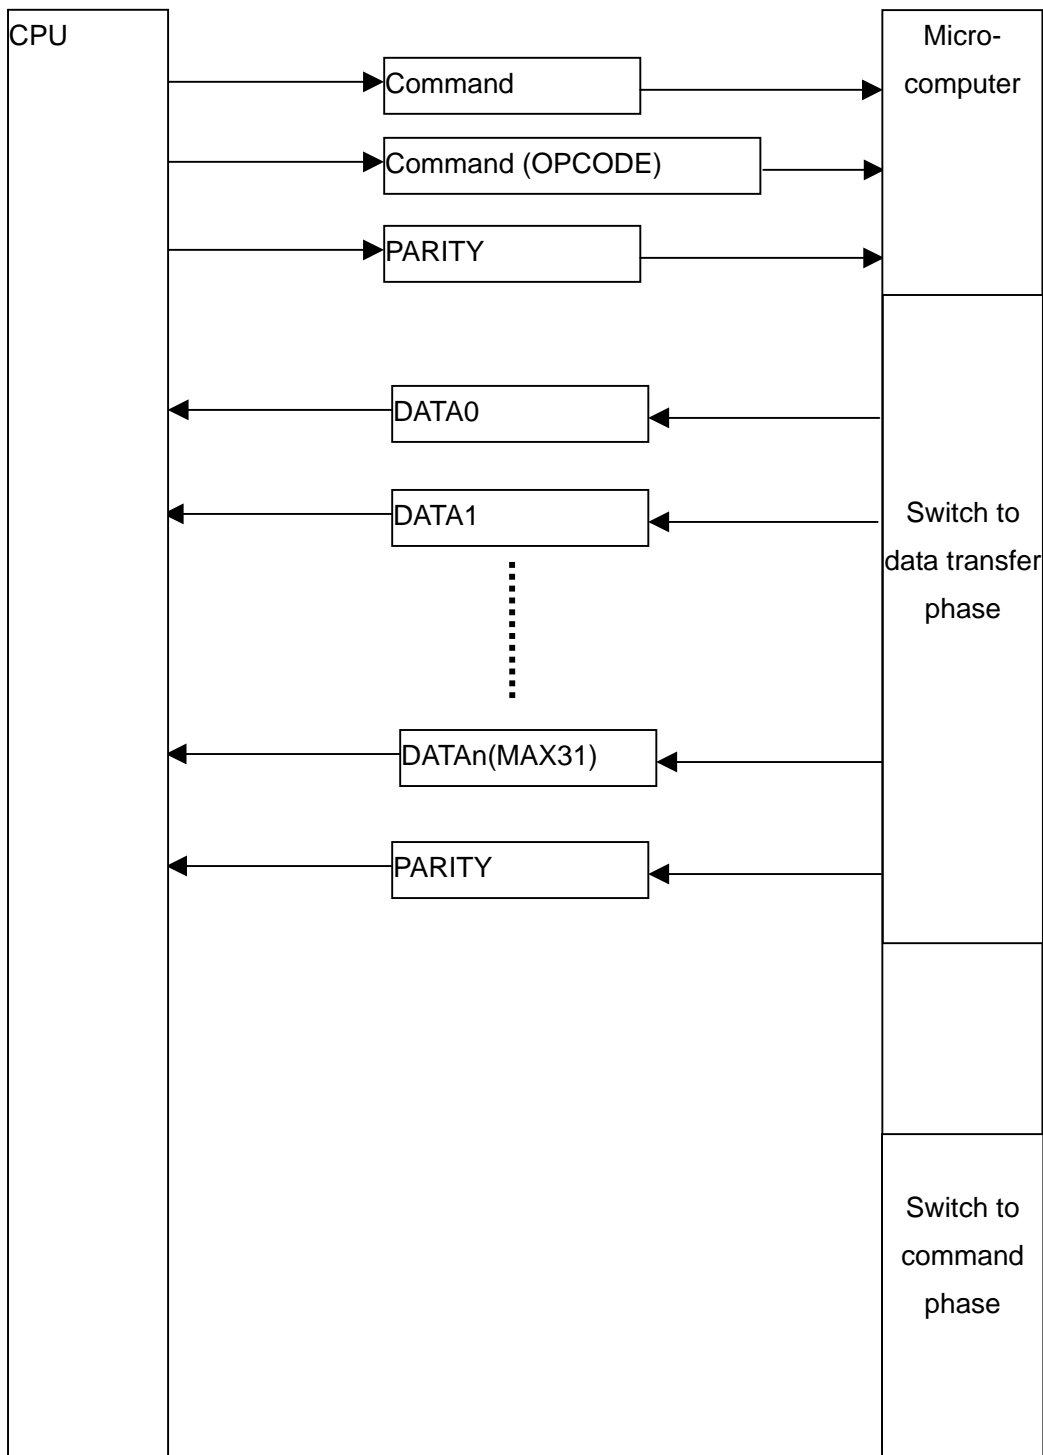 CPU
Micro-
computer
Command
Command (OPCODE)
PARITY
DATA0
DATA1
Switch to
data transfer
phase
DATAn(MAX31)
PARITY
Switch to
command
phase